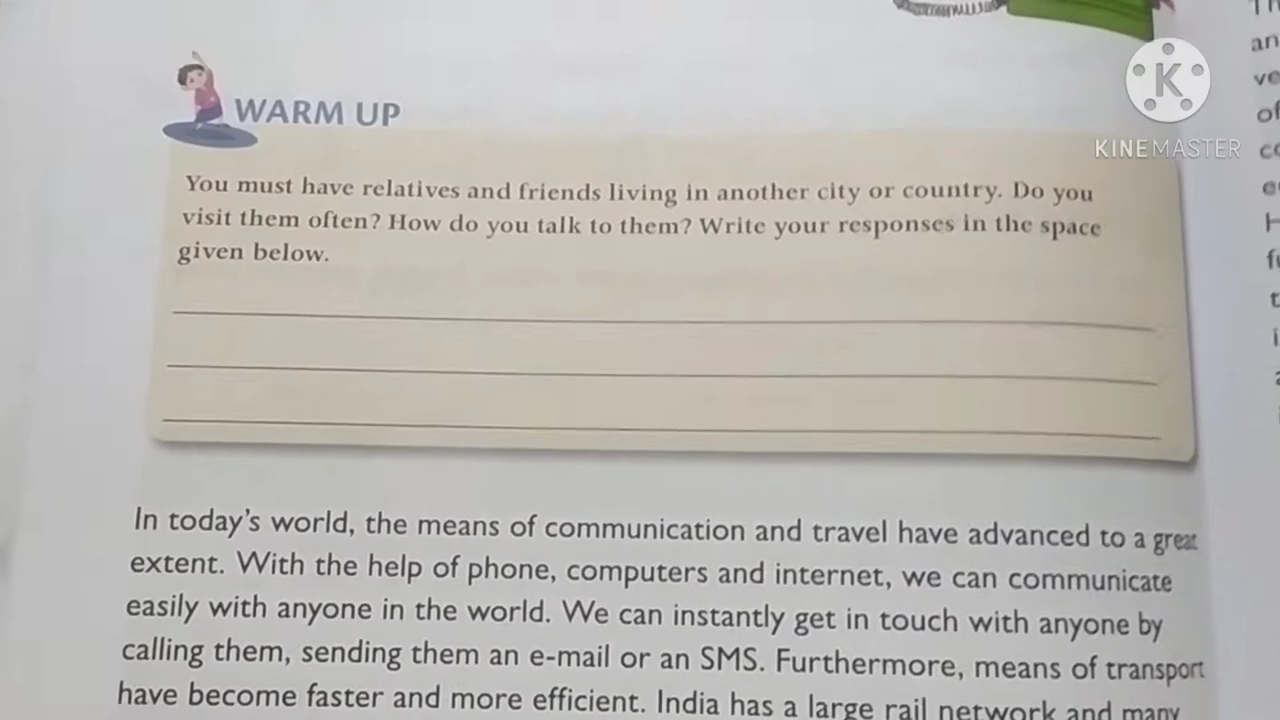 WARM UP
You must have relatives and friends living in another city or country. Do you
visit them often? How do you talk to them? Write your responses in the space
given below.
In today's world, the means of communication and travel have advanced to a great
extent. With the help of phone, computers and internet, we can communicate
easily with anyone in the world. We can instantly get in touch with anyone by
calling them, sending them an e-mail or an SMS. Furthermore, means of transport
have become faster and more efficient. India has a large rail network and many
K
KINEMASTER